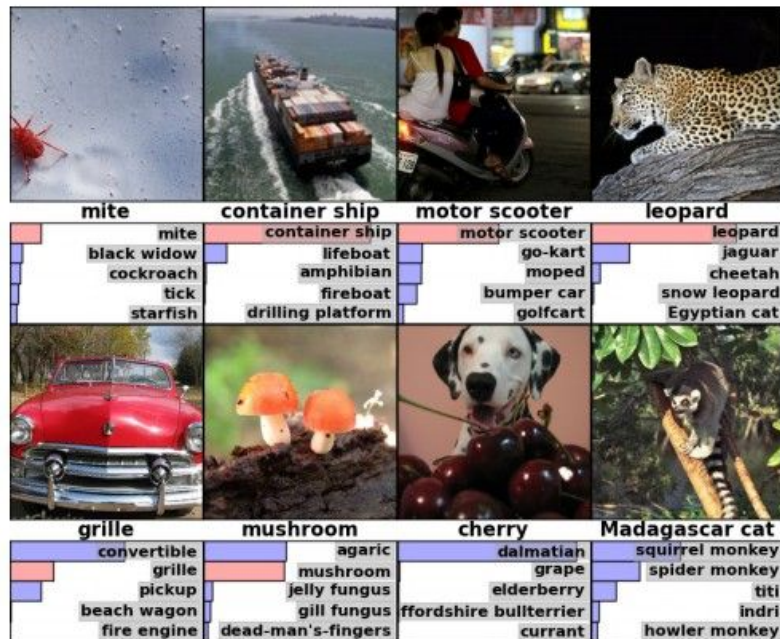 mite
container ship
motor scooter
leopard
mite
black widow
cockroach
tick
starfish
container ship
lifeboat
amphibian
fireboat
drilling platform
motor scooter
go-kart
moped
bumper car
golfcart
leopard
jaguar
cheetah
snow leopard
Egyptian cat
grille
mushroom
cherry
Madagascar cat
convertible
grille
pickup
beach wagon
fire engine
agaric
mushroom
jelly fungus
gill fungus
dead-man's-fingers
dalmatian
grape
elderberry
ffordshire bullterrier
currant
squirrel monkey
spider monkey
titi
indri
howler monkey